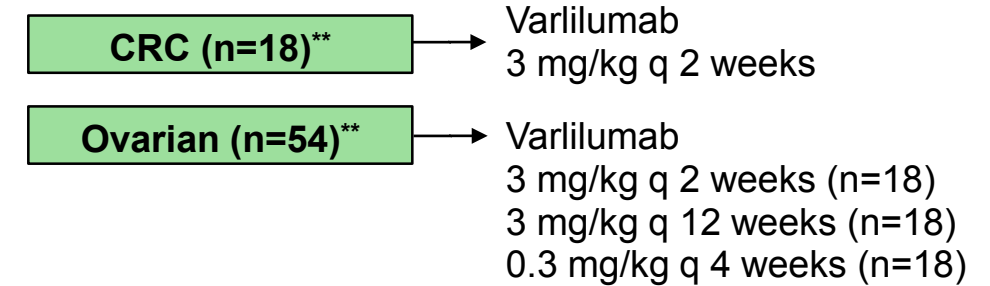 CRC (n=18)**
Varlilumab
3 mg/kg q 2 weeks
Ovarian (n=54)**
Varlilumab
3 mg/kg q 2 weeks (n=18)
3 mg/kg q 12 weeks (n=18)
0.3 mg/kg q 4 weeks (n=18)